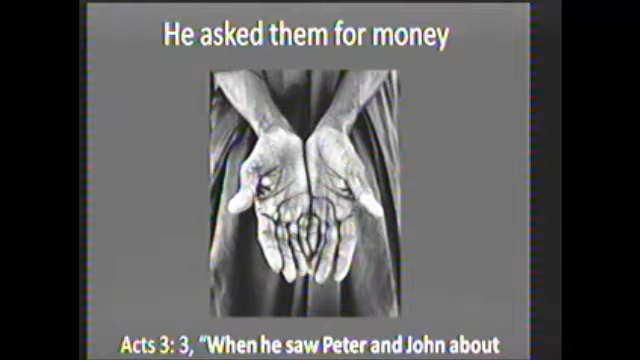 He asked them for money
Acts 3: 3, “When he saw Peter and John about